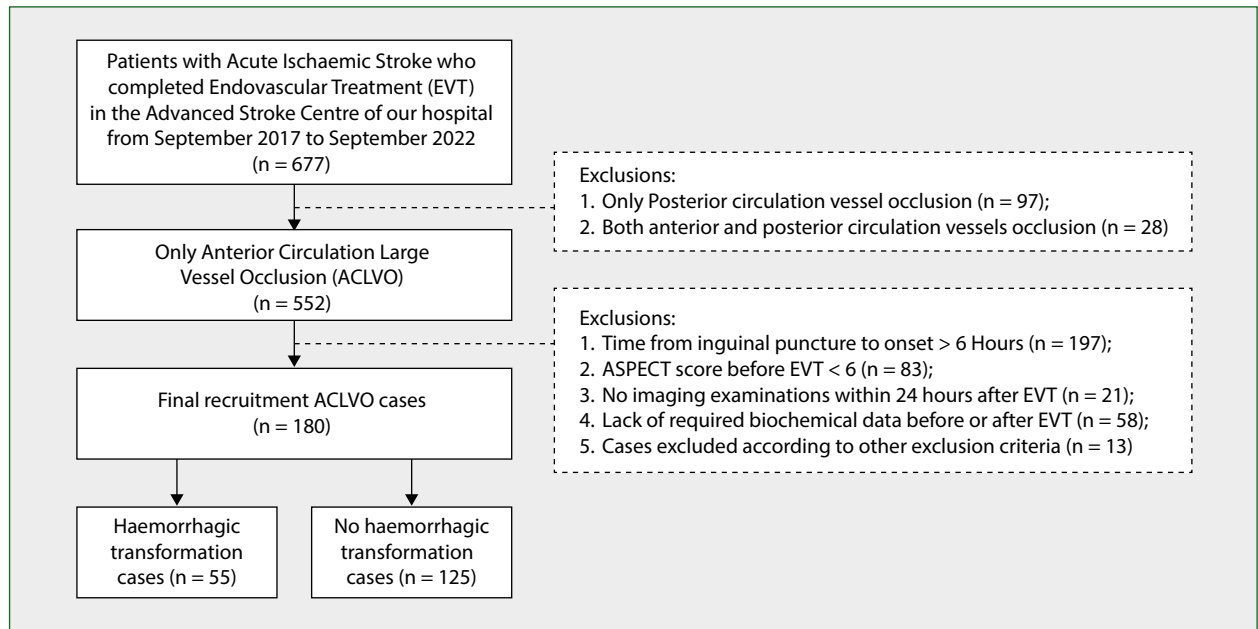 Patients with Acute Ischaemic Stroke who
completed Endovascular Treatment (EVT)
in the Advanced Stroke Centre of our hospital
from September 2017 to September 2022
(n = 677)
Exclusions:
1. Only Posterior circulation vessel occlusion (n = 97);
2. Both anterior and posterior circulation vessels occlusion (n = 28)
Only Anterior Circulation Large
Vessel Occlusion (ACLVO)
(n = 552)
Exclusions:
1. Time from inguinal puncture to onset > 6 Hours (n = 197);
2. ASPECT score before EVT < 6 (n = 83);
3. No imaging examinations within 24 hours after EVT (n = 21);
4. Lack of required biochemical data before or after EVT (n = 58);
5. Cases excluded according to other exclusion criteria (n = 13)
Final recruitment ACLVO cases
(n = 180)
Haemorrhagic
transformation
cases (n = 55)
No haemorrhagic
transformation
cases (n = 125)